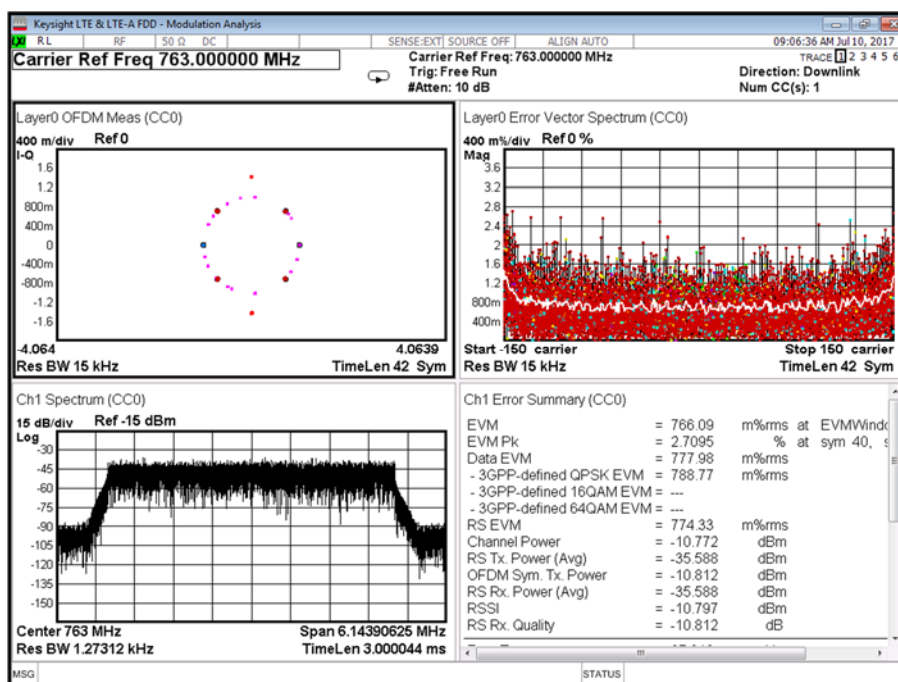 Keysight LTE & LTE-A FDD - Modulation Analysis
LXI RL RF 50 Ω DC SENSE:EXT SOURCE OFF ALIGN AUTO 09:06:36 AM Jul 10, 2017
Carrier Ref Freq 763.000000 MHz Carrier Ref Freq: 763.000000 MHz TRACE 1 2 3 4 5 6
Trig: Free Run Direction: Downlink
#Atten: 10 dB Num CC(s): 1
Layer0 OFDM Meas (CC0)
400 m/div Ref 0
I-Q
1.6
1.2
800m
400m
0
-400m
-800m
-1.2
-1.6
-4.064 4.0639
Res BW 15 kHz TimeLen 42 Sym
Layer0 Error Vector Spectrum (CC0)
400 m%/div Ref 0 %
Mag
3.6
3.2
2.8
2.4
2
1.6
1.2
800m
400m
Start -150 carrier Stop 150 carrier
Res BW 15 kHz TimeLen 42 Sym
Ch1 Spectrum (CC0)
15 dB/div Ref -15 dBm
Log
-30
-45
-60
-75
-90
-105
-120
-135
-150
Center 763 MHz Span 6.14390625 MHz
Res BW 1.27312 kHz TimeLen 3.000044 ms
Ch1 Error Summary (CC0)
EVM = 766.09 m%rms at EVMWindo
EVM Pk = 2.7095 % at sym 40, s
Data EVM = 777.98 m%rms
- 3GPP-defined QPSK EVM = 788.77 m%rms
- 3GPP-defined 16QAM EVM = ---
- 3GPP-defined 64QAM EVM = ---
RS EVM = 774.33 m%rms
Channel Power = -10.772 dBm
RS Tx. Power (Avg) = -35.588 dBm
OFDM Sym. Tx. Power = -10.812 dBm
RS Rx. Power (Avg) = -35.588 dBm
RSSI = -10.797 dBm
RS Rx. Quality = -10.812 dB
MSG STATUS